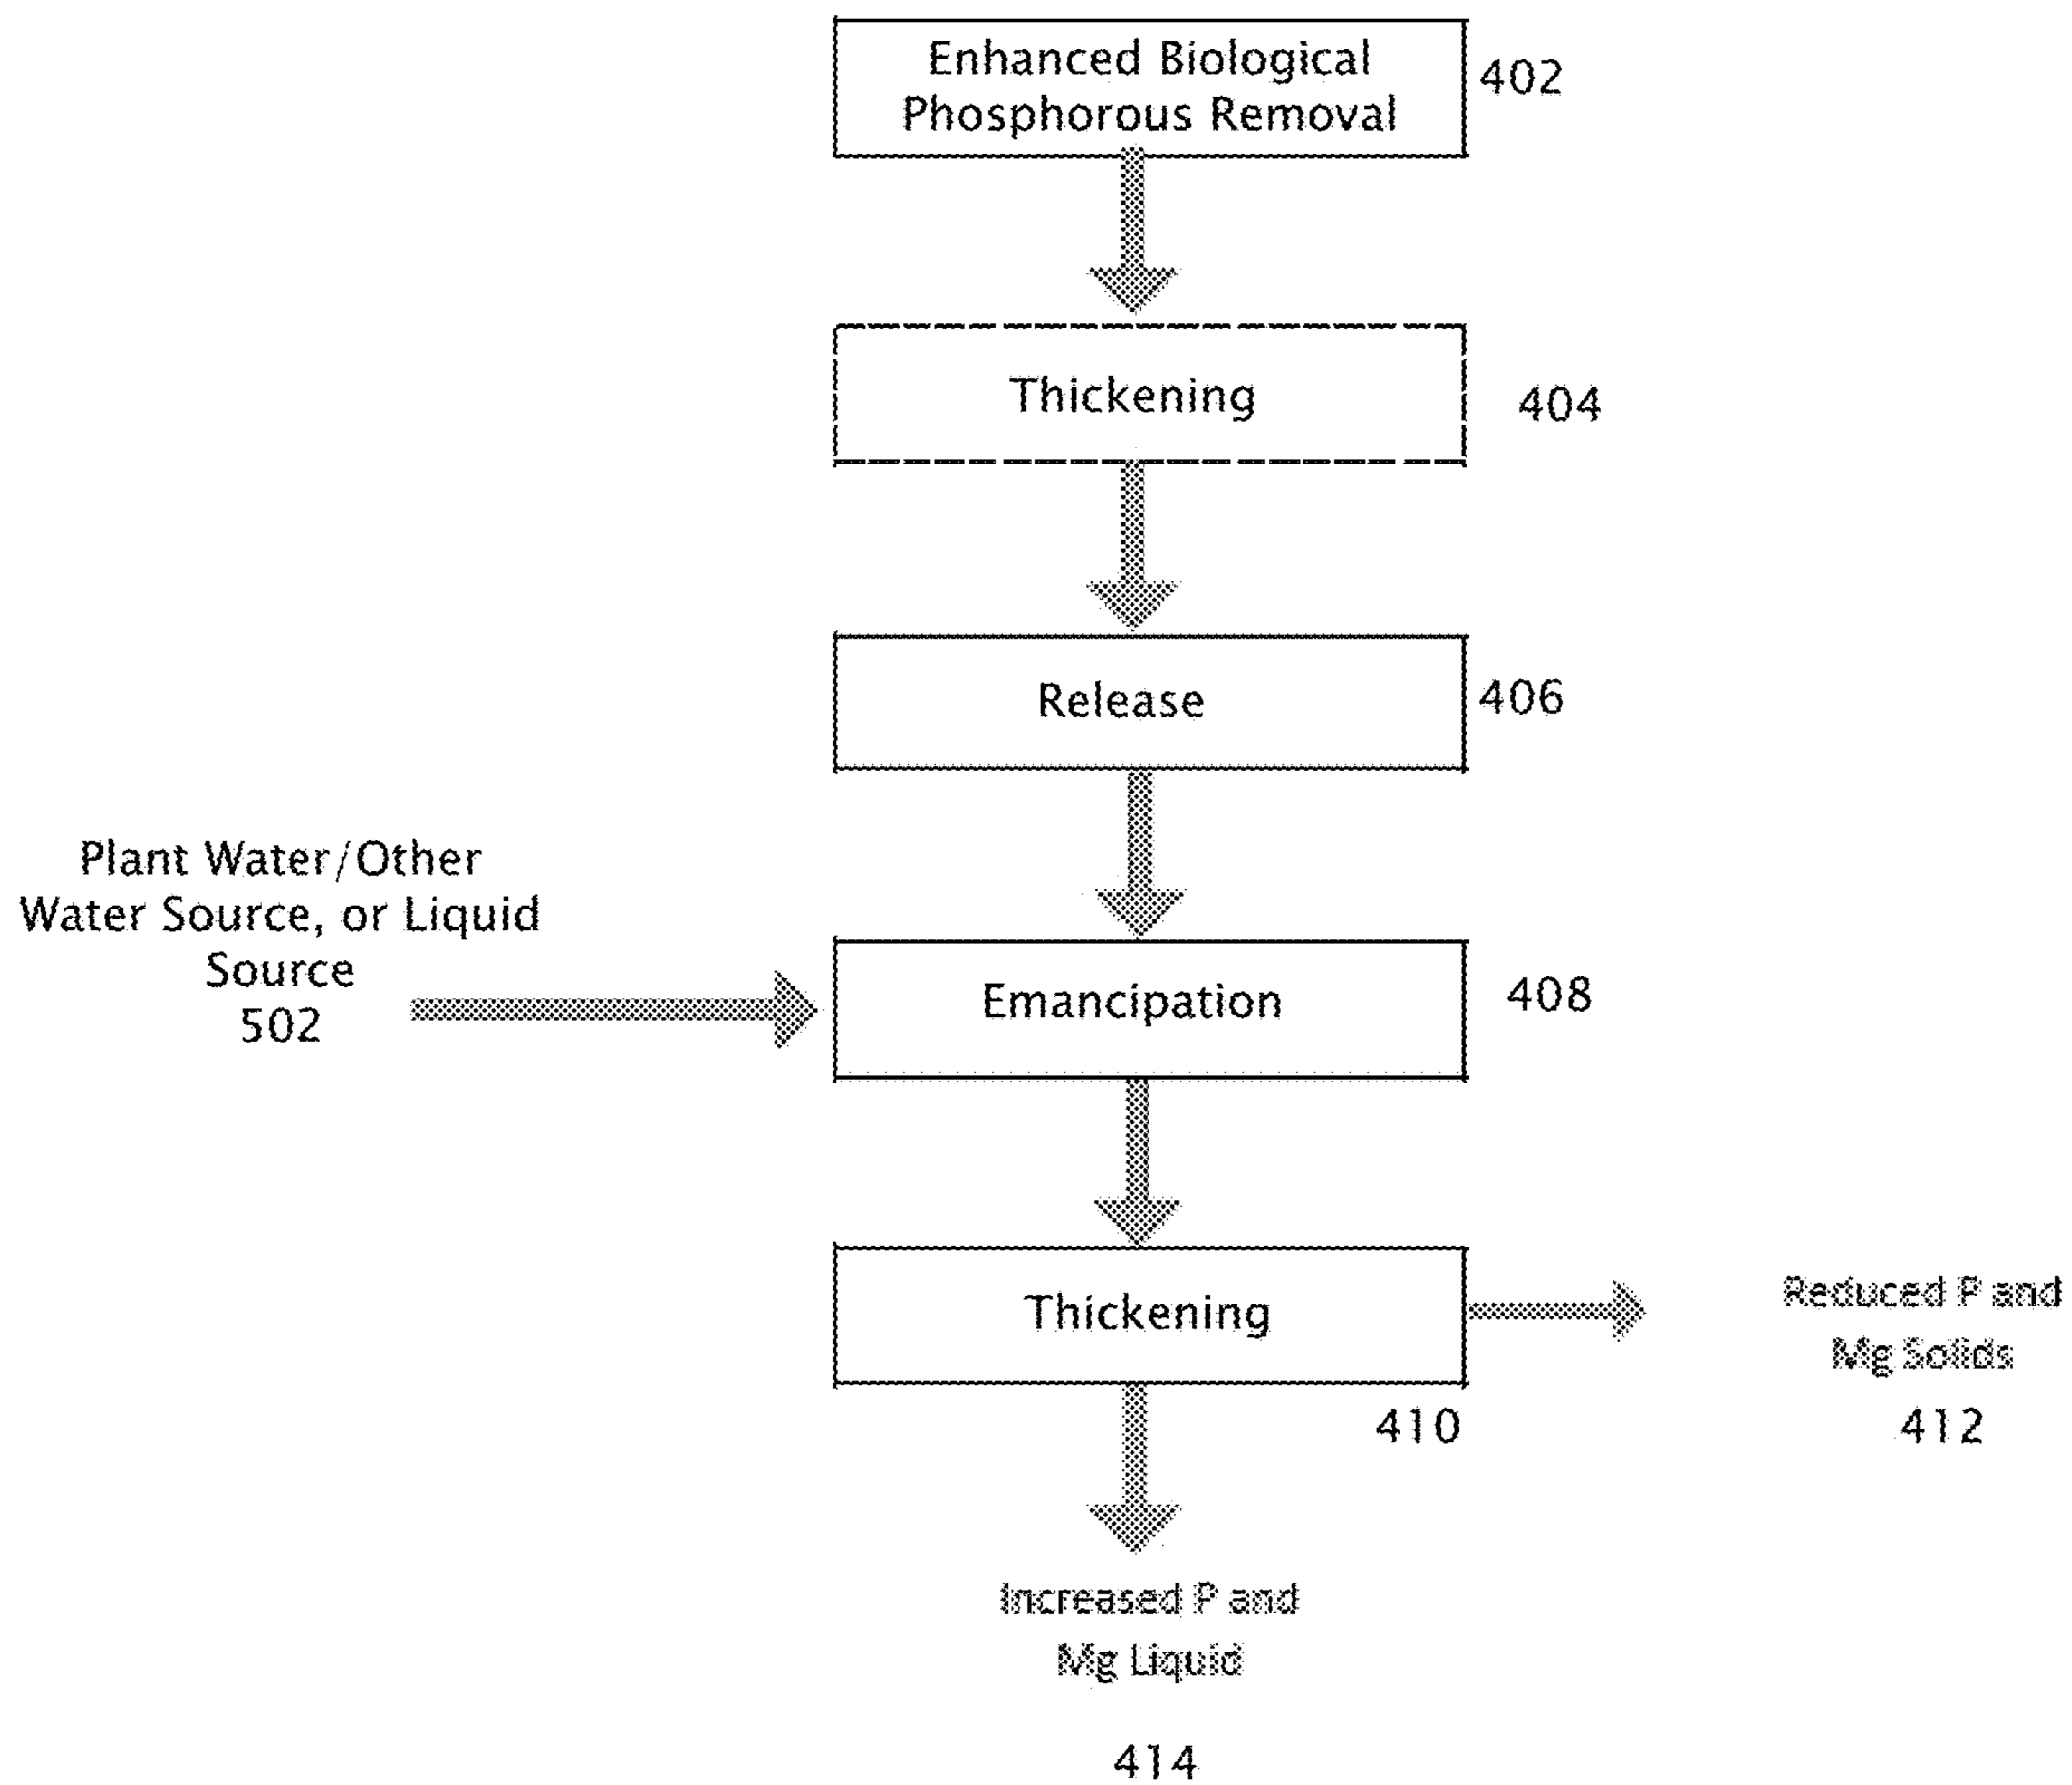 Enhanced Biological
Phosphorous Removal
402
Thickening
404
Release
406
Plant Water/Other
Water Source, or Liquid
Source
502
Emancipation
408
Thickening
410
Reduced P and
Mg Solids
412
Increased P and
Mg Liquid
414